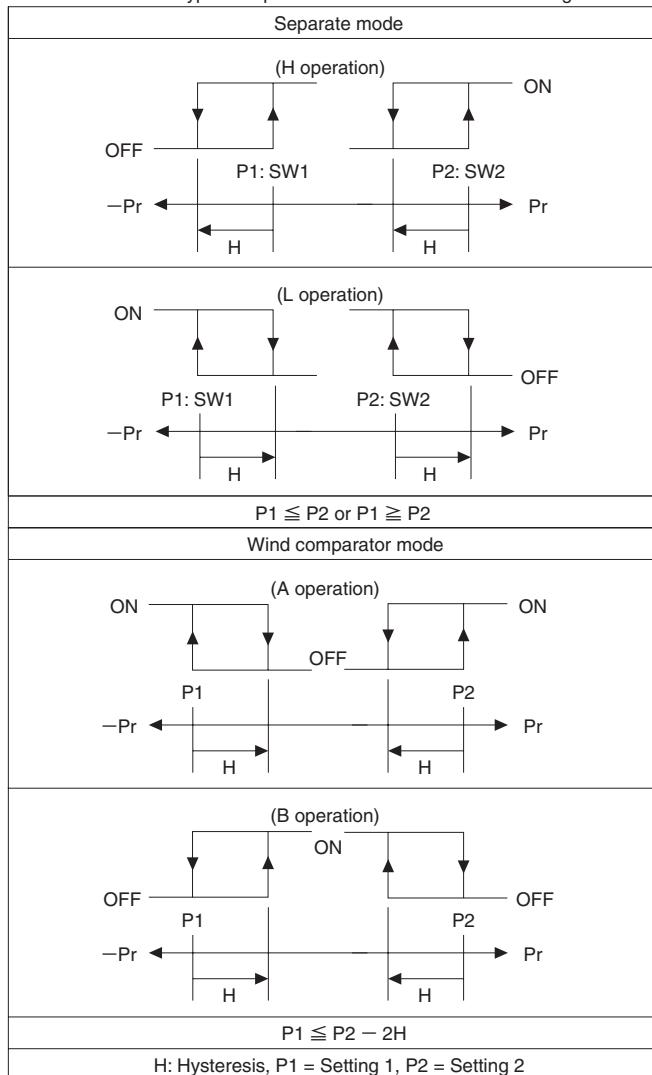 Separate mode
(H operation)
ON
OFF
P1: SW1 P2: SW2
−Pr Pr
H H
(L operation)
ON
OFF
P1: SW1 P2: SW2
−Pr Pr
H H
P1 ≦ P2 or P1 ≧ P2
Wind comparator mode
(A operation)
ON ON
OFF
P1 P2
−Pr Pr
H H
(B operation)
ON
OFF OFF
P1 P2
−Pr Pr
H H
P1 ≦ P2 − 2H
H: Hysteresis, P1 = Setting 1, P2 = Setting 2